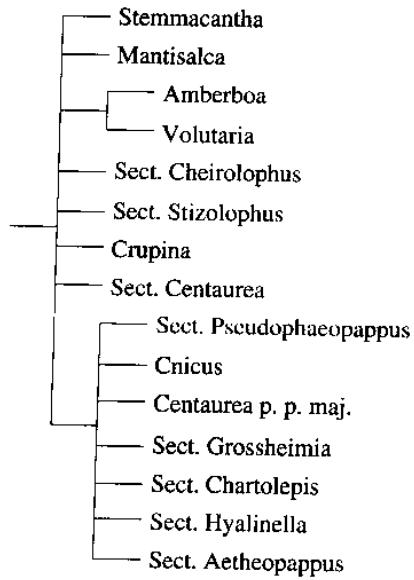 Stemmacantha
Mantisalca
Amberboa
Volutaria
Sect. Cheirolophus
Sect. Stizolophus
Crupina
Sect. Centaurea
Sect. Pseudophaeopappus
Cnicus
Centaurea p. p. maj.
Sect. Grossheimia
Sect. Chartolepis
Sect. Hyalinella
Sect. Aetheopappus